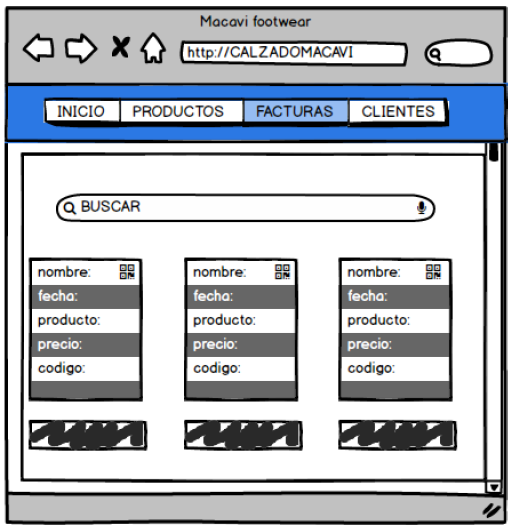 Macavi footwear
http://CALZADOMACAVI
INICIO PRODUCTOS FACTURAS CLIENTES
BUSCAR
nombre: nombre: nombre:
fecha: fecha: fecha:
producto: producto: producto:
precio: precio: precio:
codigo: codigo: codigo: